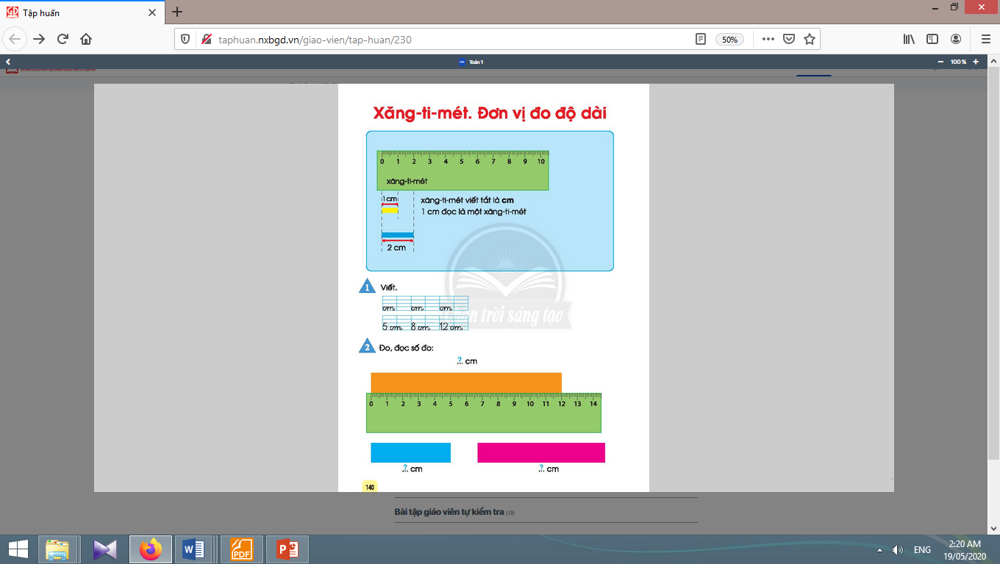 Tập huấn
taphuan.nxbgd.vn/giao-vien/tap-huan/230
50%
Toán 1
100 %
Xăng-ti-mét. Đơn vị đo độ dài
0 1 2 3 4 5 6 7 8 9 10
xăng-ti-mét
1cm
xăng-ti-mét viết tắt là cm
1 cm đọc là một xăng-ti-mét
2 cm
1 Viết.
cm cm cm
5 cm 8 cm 12 cm
trời sáng tạo
2 Đo, đọc số đo:
.?. cm
0 1 2 3 4 5 6 7 8 9 10 11 12 13 14
.?. cm .?. cm
140
Bài tập giáo viên tự kiểm tra (0)
PDF
ENG
2:20 AM
19/05/2020